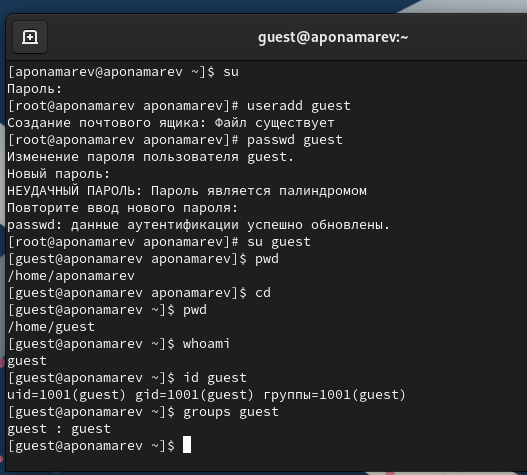 guest@aponamarev:~
[aponamarev@aponamarev ~]$ su
Пароль:
[root@aponamarev aponamarev]# useradd guest
Создание почтового ящика: Файл существует
[root@aponamarev aponamarev]# passwd guest
Изменение пароля пользователя guest.
Новый пароль:
НЕУДАЧНЫЙ ПАРОЛЬ: Пароль является палиндромом
Повторите ввод нового пароля:
passwd: данные аутентификации успешно обновлены.
[root@aponamarev aponamarev]# su guest
[guest@aponamarev aponamarev]$ pwd
/home/aponamarev
[guest@aponamarev aponamarev]$ cd
[guest@aponamarev ~]$ pwd
/home/guest
[guest@aponamarev ~]$ whoami
guest
[guest@aponamarev ~]$ id guest
uid=1001(guest) gid=1001(guest) группы=1001(guest)
[guest@aponamarev ~]$ groups guest
guest : guest
[guest@aponamarev ~]$